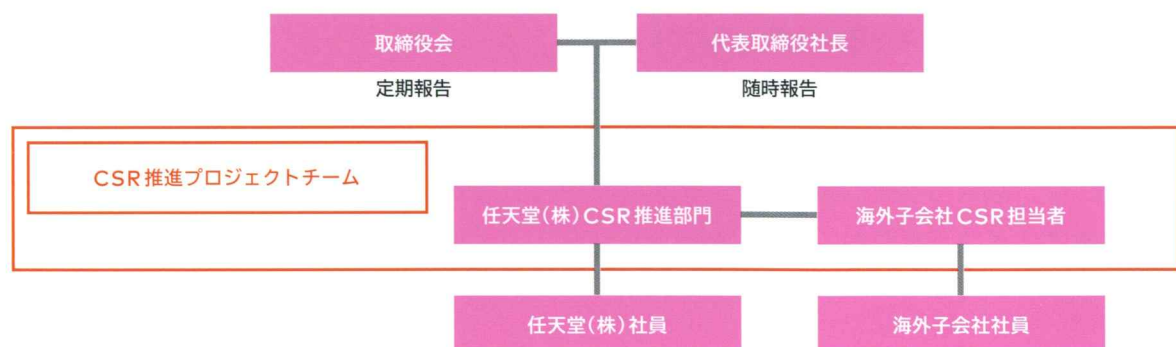 取締役会
代表取締役社長
定期報告
随時報告
CSR推進プロジェクトチーム
任天堂(株)CSR推進部門
海外子会社CSR担当者
任天堂(株)社員
海外子会社社員